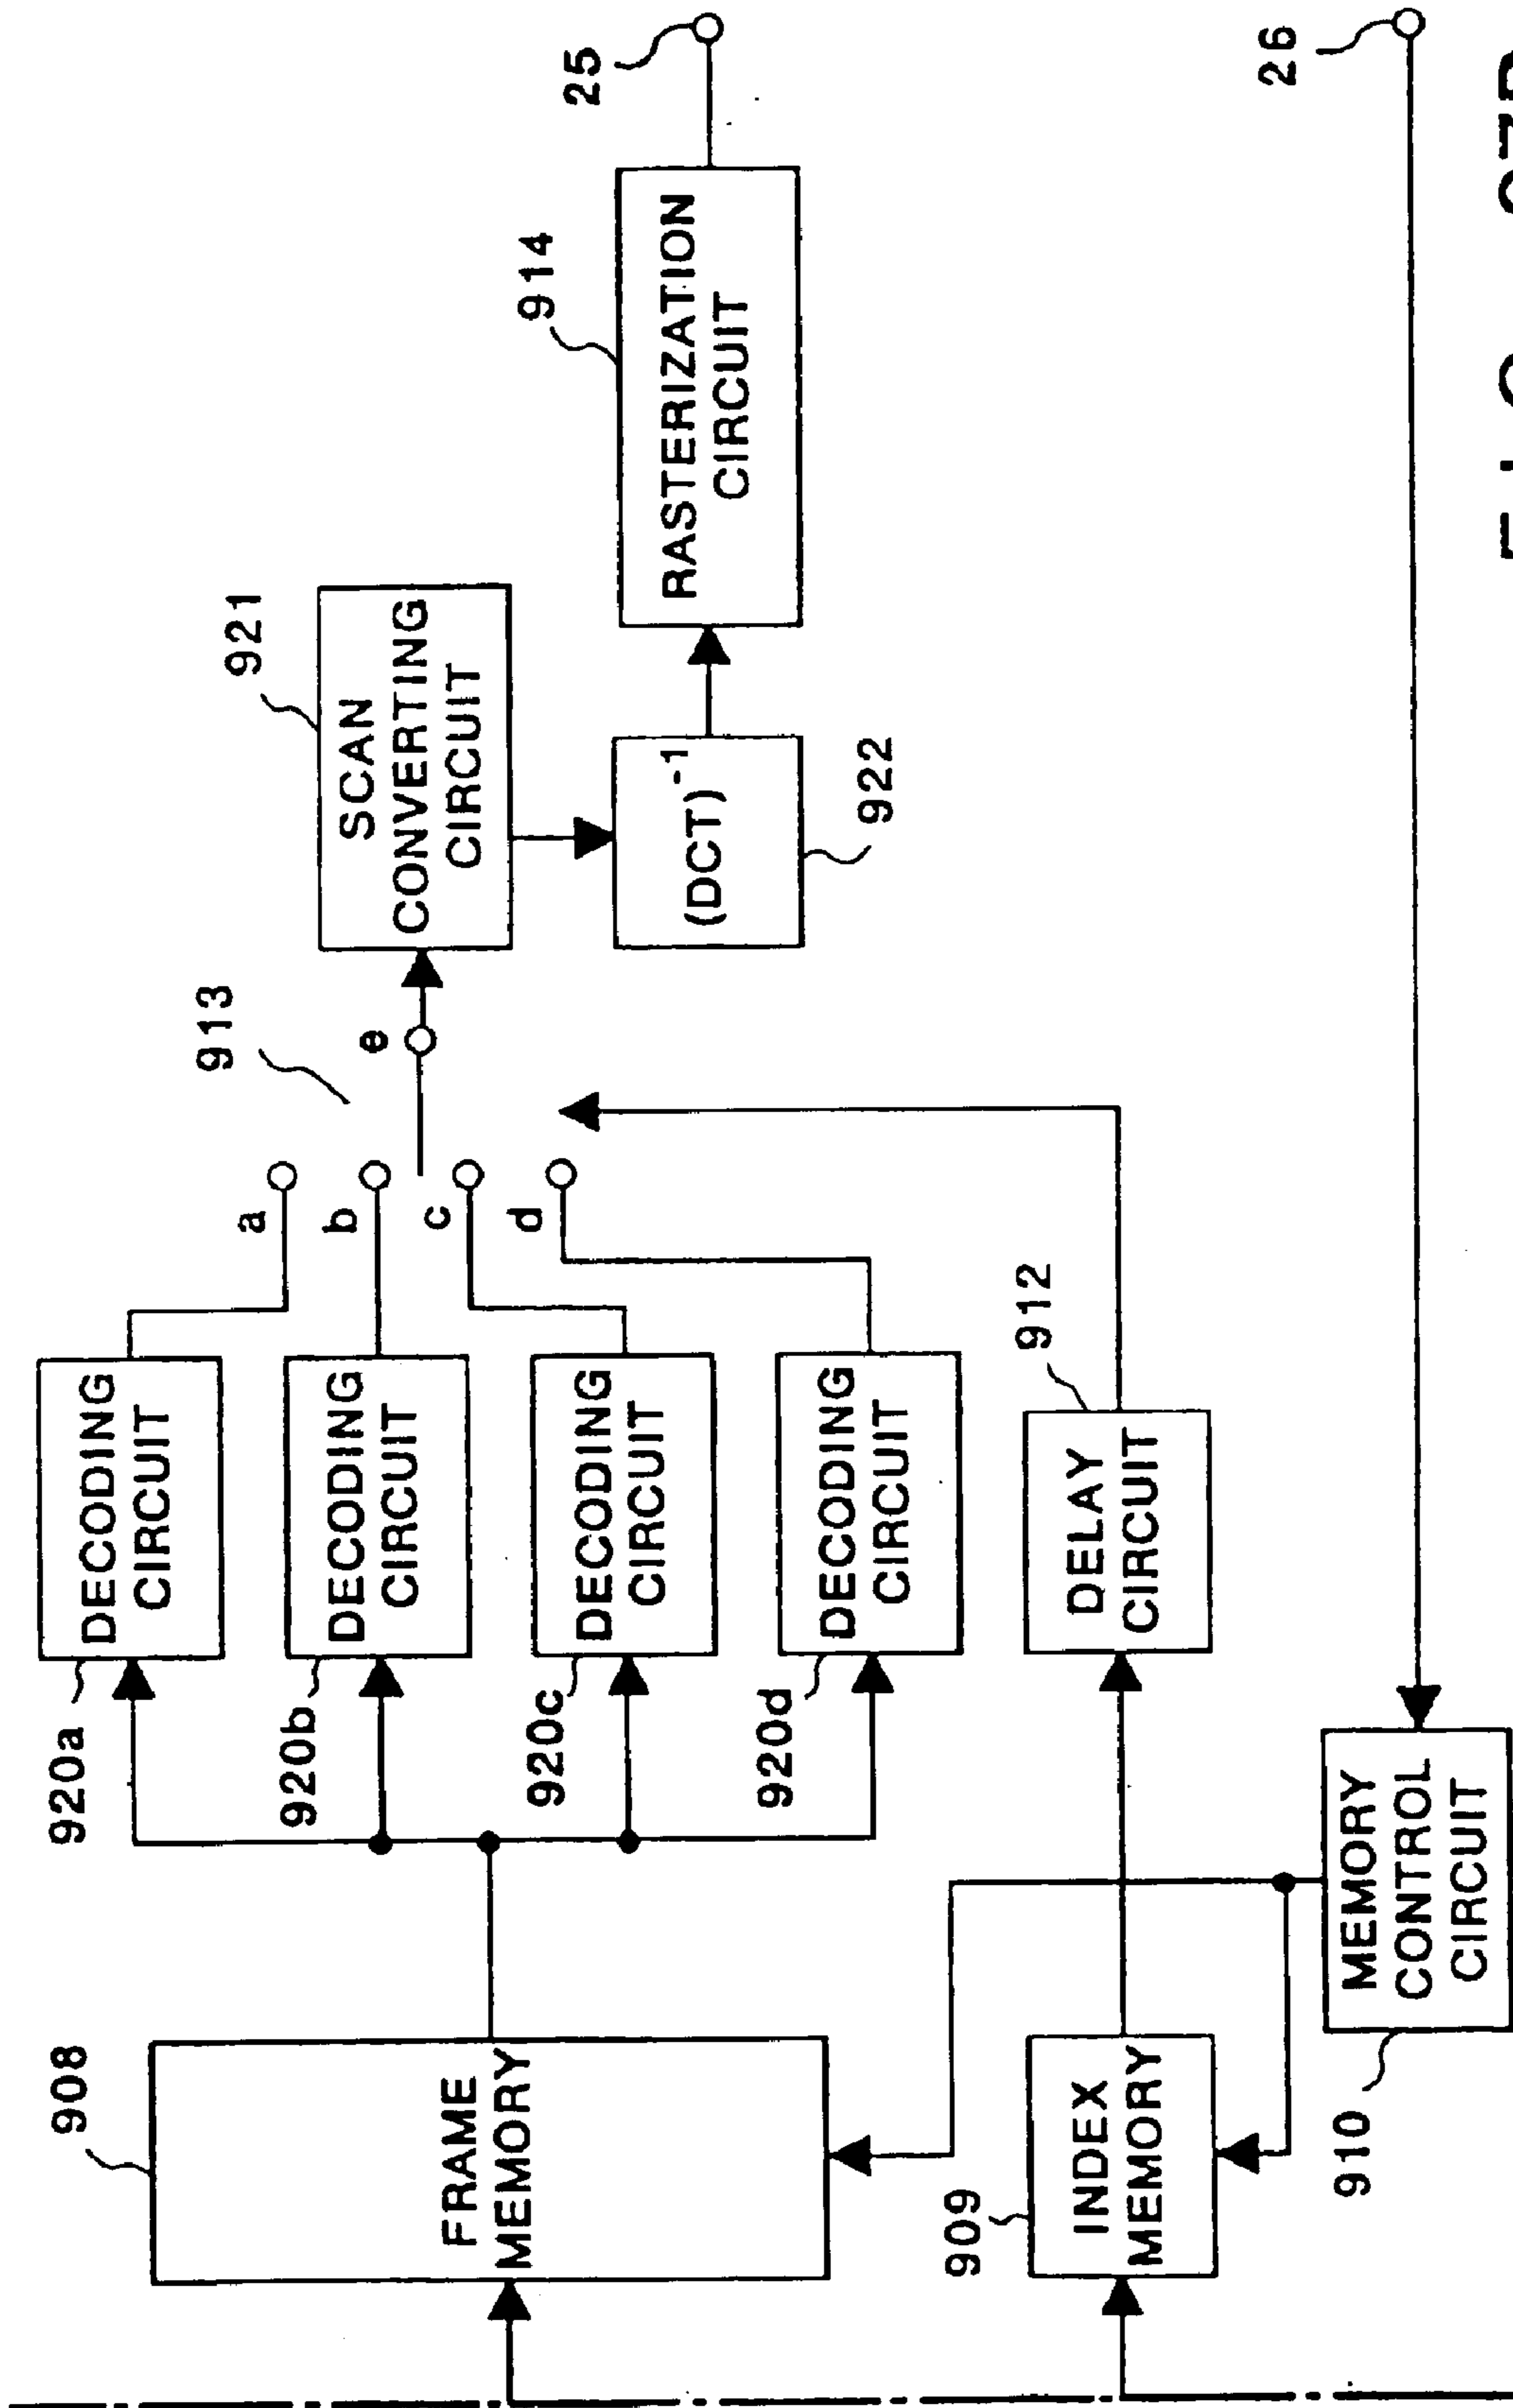 908
FRAME
MEMORY
920a
DECODING
CIRCUIT
920b
DECODING
CIRCUIT
920c
DECODING
CIRCUIT
920d
DECODING
CIRCUIT
a
b
c
d
e
913
921
SCAN
CONVERTING
CIRCUIT
(DCT)⁻¹
922
914
RASTERIZATION
CIRCUIT
25
909
INDEX
MEMORY
912
DELAY
CIRCUIT
910
MEMORY
CONTROL
CIRCUIT
26